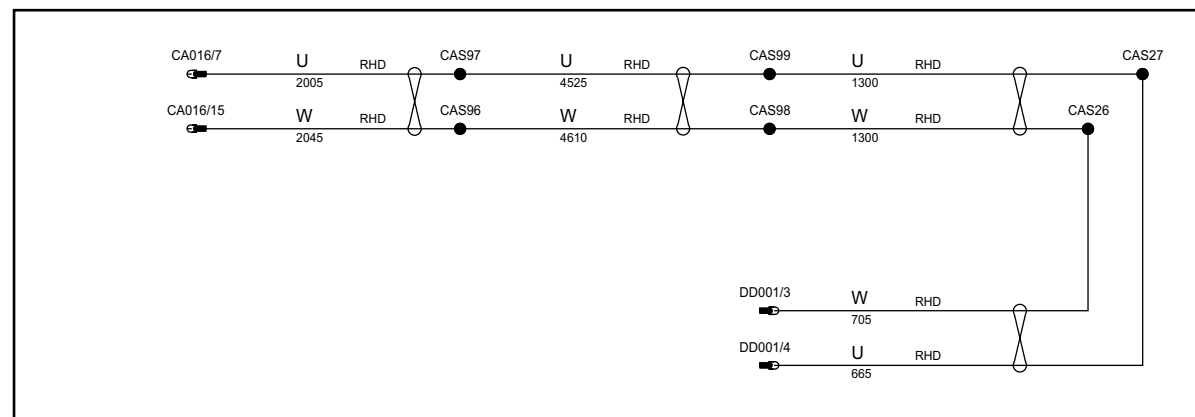 CA016/7 U RHD CAS97 U RHD CAS99 U RHD CAS27
2005 4525 1300
CA016/15 W RHD CAS96 W RHD CAS98 W RHD CAS26
2045 4610 1300
DD001/3 W RHD
705
DD001/4 U RHD
665